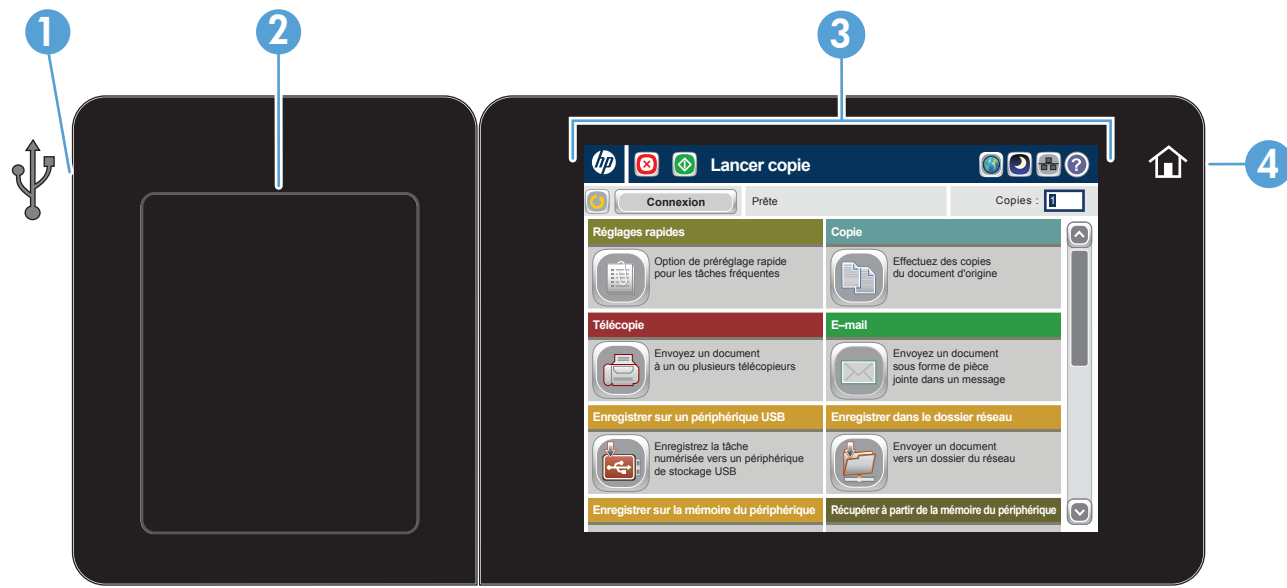 1
2
3
4
hp
Lancer copie
?
Connexion
Prête
Copies :
1
Réglages rapides
Option de préréglage rapide
pour les tâches fréquentes
Copie
Effectuez des copies
du document d'origine
Télécopie
Envoyez un document
à un ou plusieurs télécopieurs
E–mail
Envoyez un document
sous forme de pièce
jointe dans un message
Enregistrer sur un périphérique USB
Enregistrez la tâche
numérisée vers un périphérique
de stockage USB
Enregistrer dans le dossier réseau
Envoyer un document
vers un dossier du réseau
Enregistrer sur la mémoire du périphérique
Récupérer à partir de la mémoire du périphérique